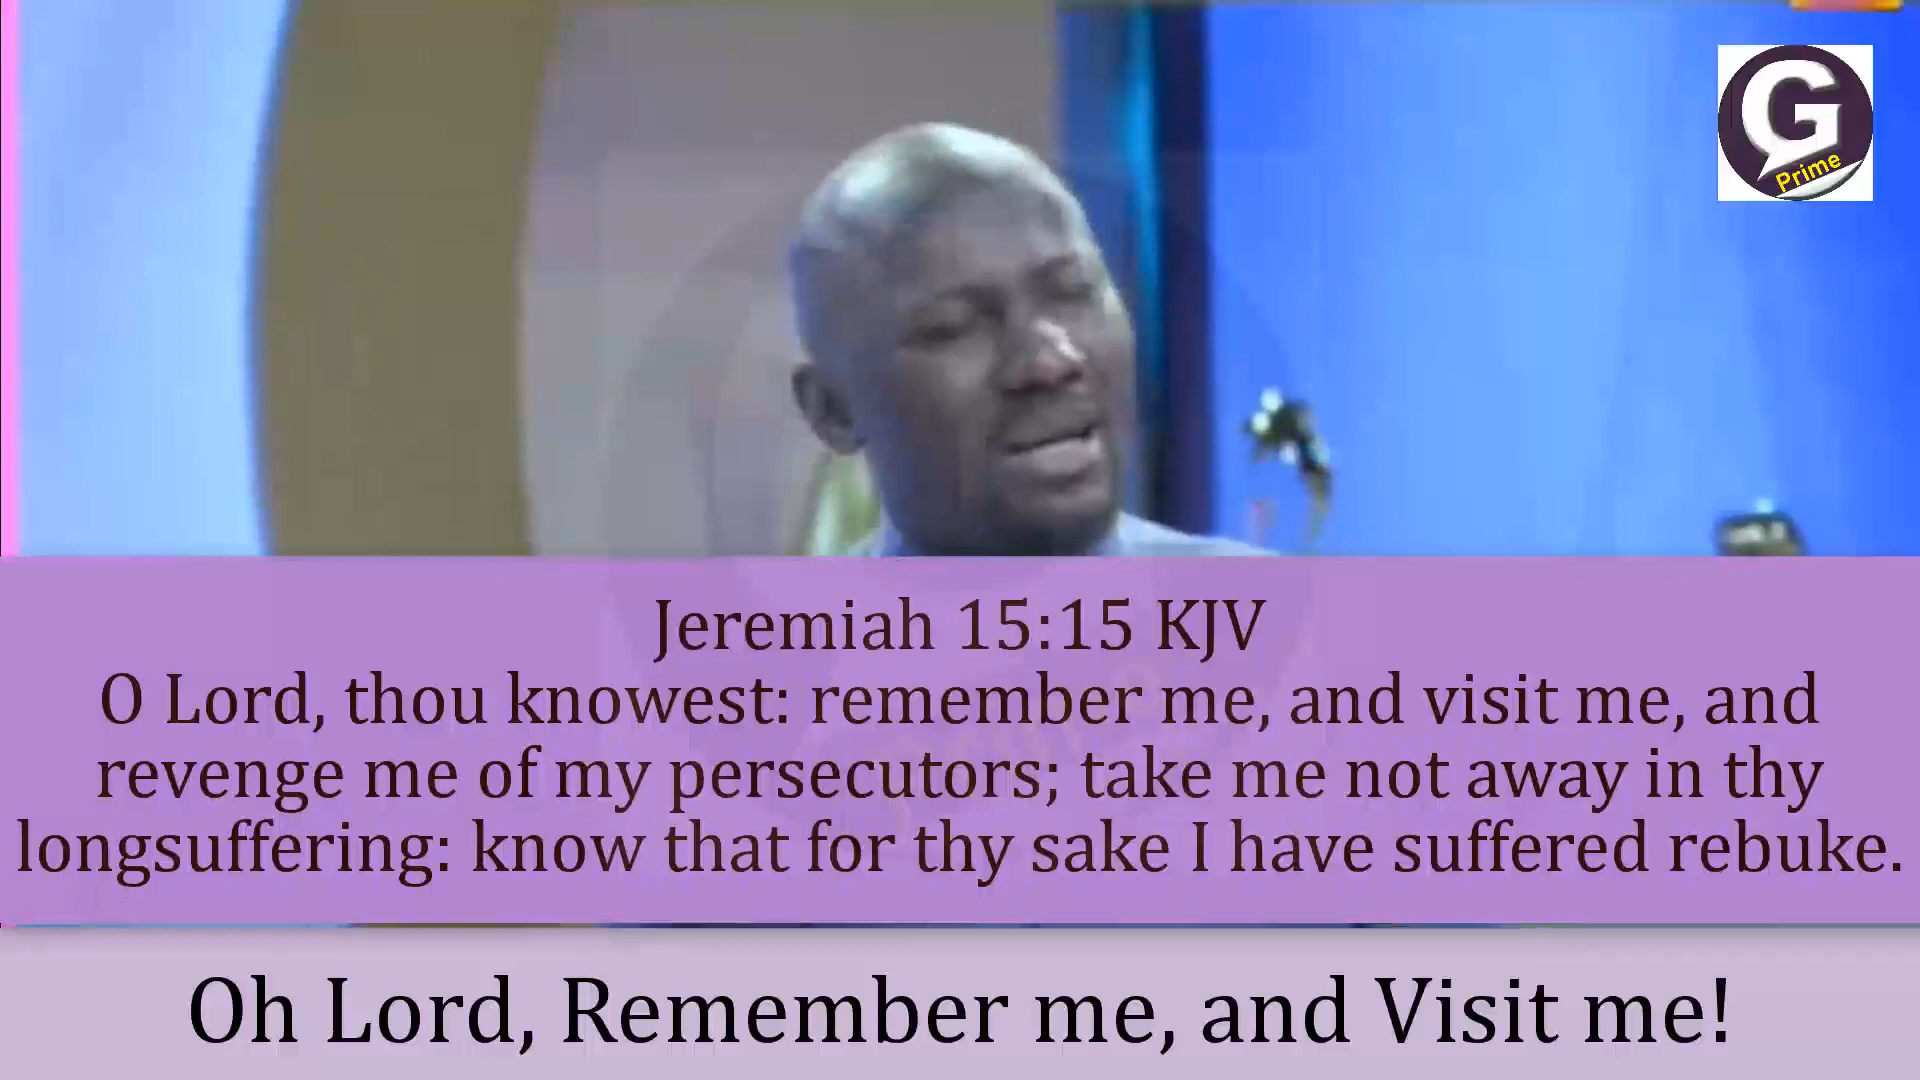 G
Prime
Jeremiah 15:15 KJV
O Lord, thou knowest: remember me, and visit me, and
revenge me of my persecutors; take me not away in thy
longsuffering: know that for thy sake I have suffered rebuke.
Oh Lord, Remember me, and Visit me!